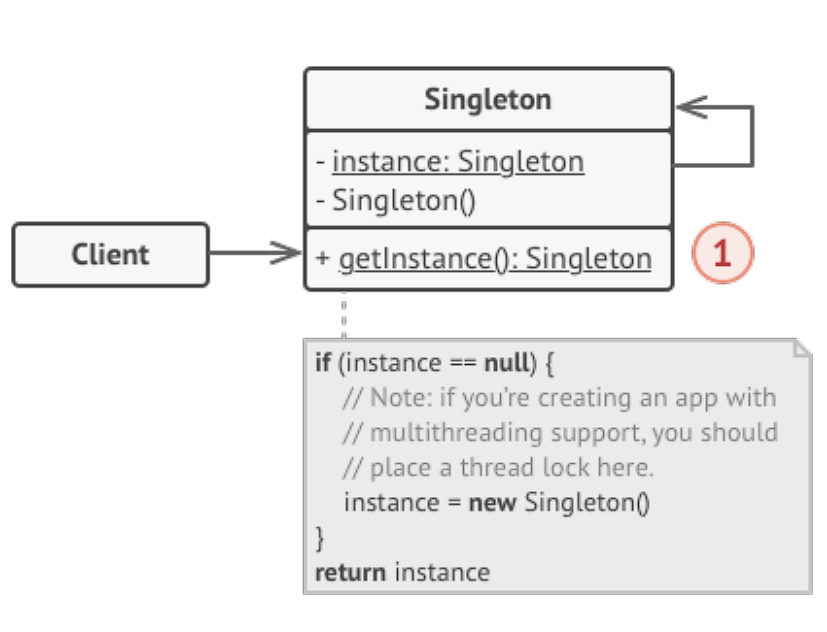 Singleton
- instance: Singleton
- Singleton()
Client
+ getInstance(): Singleton
1
if (instance == null) {
// Note: if you’re creating an app with
// multithreading support, you should
// place a thread lock here.
instance = new Singleton()
}
return instance